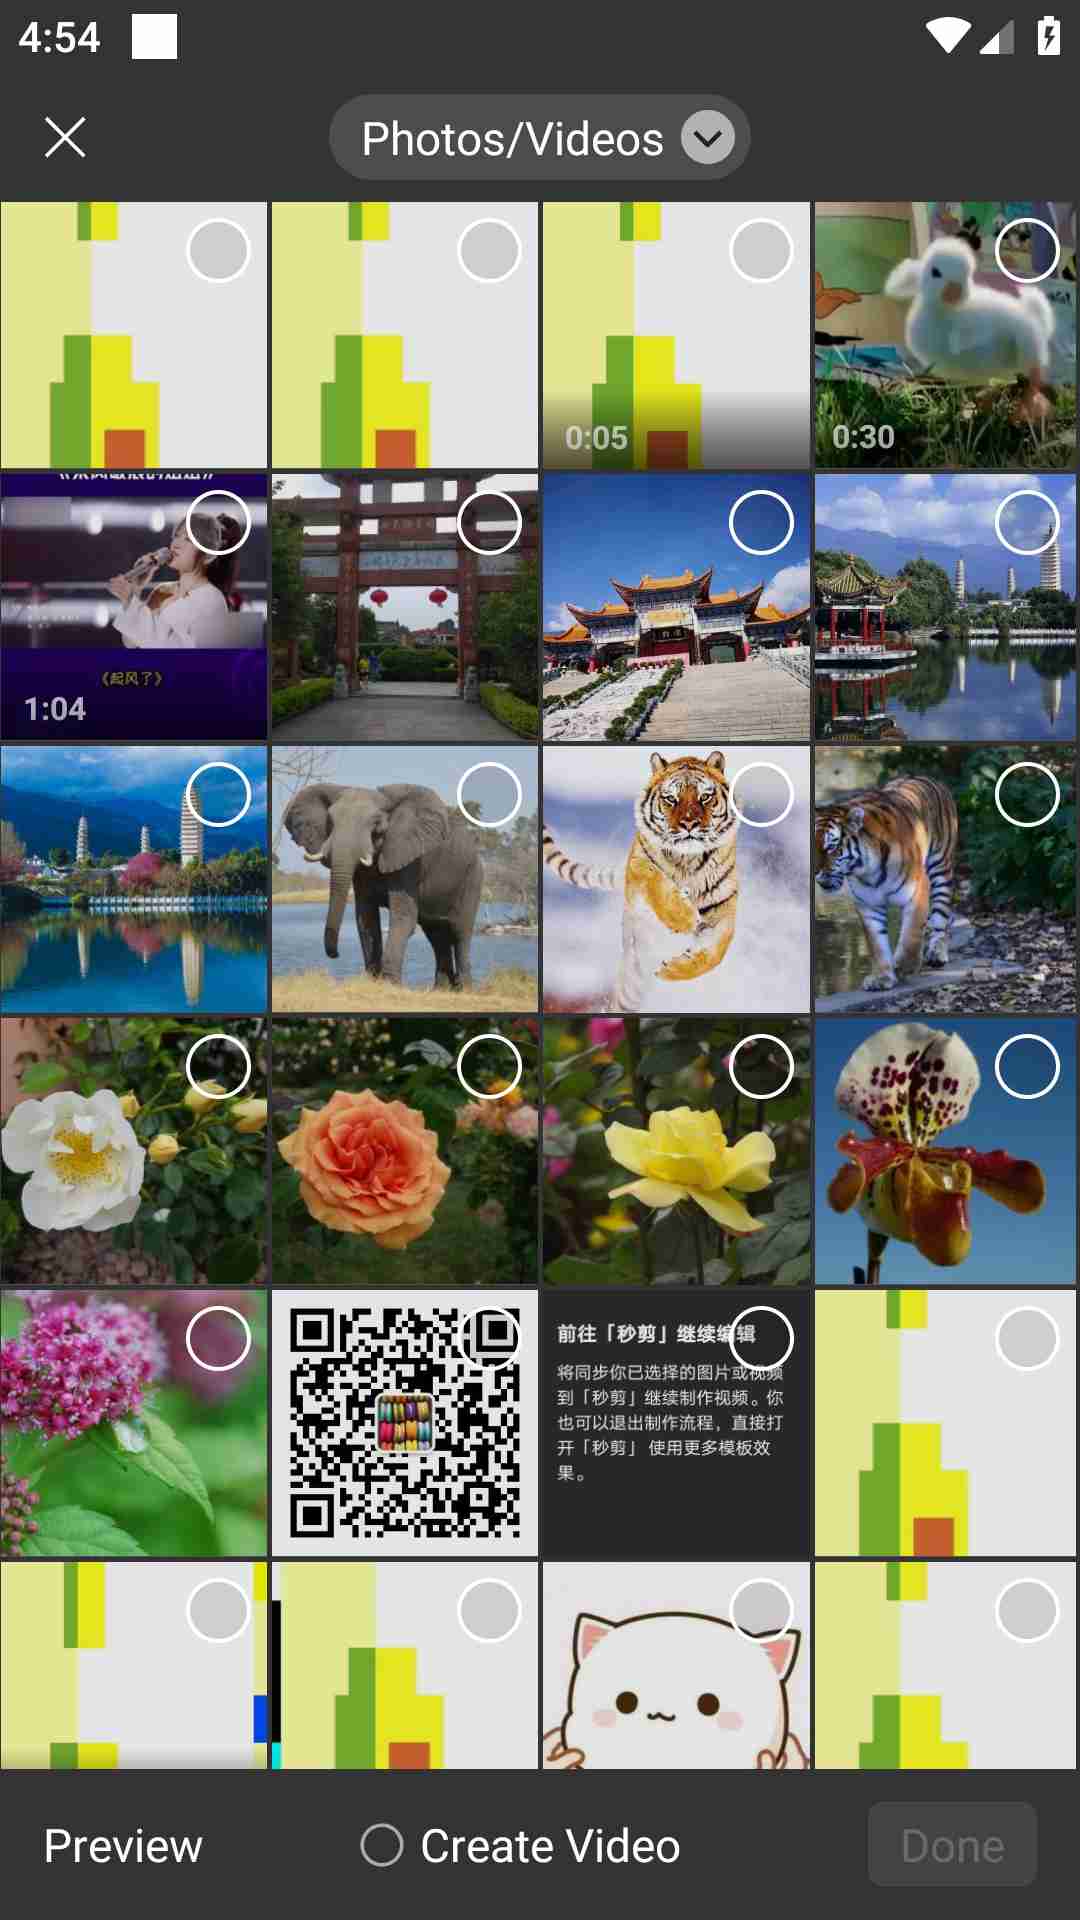 4:54
Photos/Videos
0:05
0:30
1:04
《起风了》
前往「秒剪」继续编辑
将同步你已选择的图片或视频
到「秒剪」继续制作视频。你
也可以退出制作流程，直接打
开「秒剪」使用更多模板效
果。
Preview
Create Video
Done